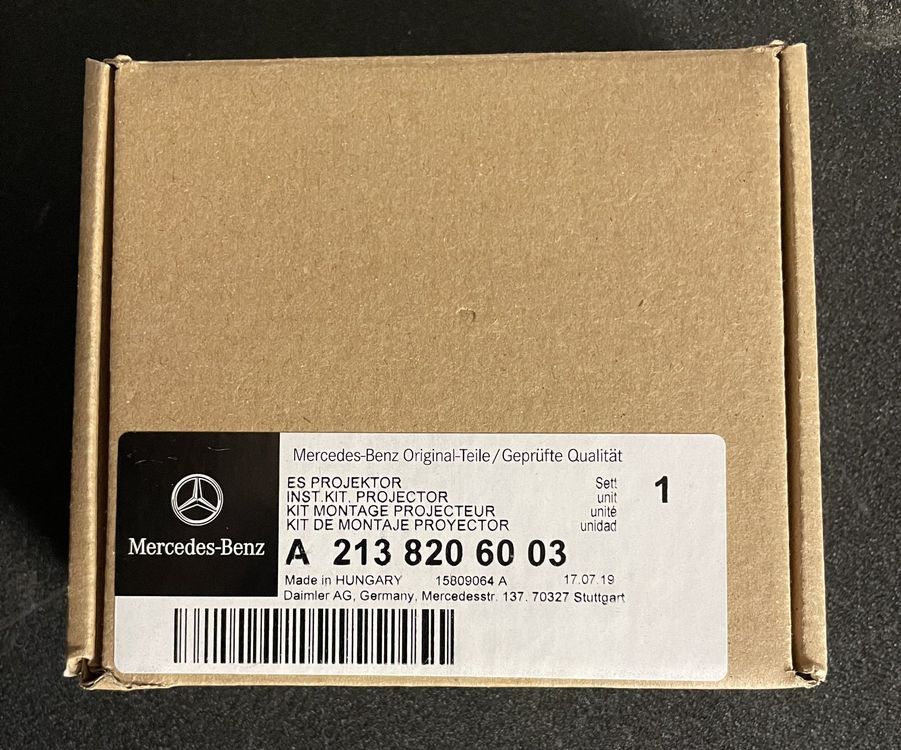 Mercedes-Benz Original-Teile/Geprüfte Qualität
ES PROJEKTOR Sett
INST.KIT. PROJECTOR unit
KIT MONTAGE PROJECTEUR unité
KIT DE MONTAJE PROYECTOR unidad
1
Mercedes-Benz
A 213 820 60 03
Made in HUNGARY 15809064 A 17.07.19
Daimler AG, Germany, Mercedesstr. 137. 70327 Stuttgart